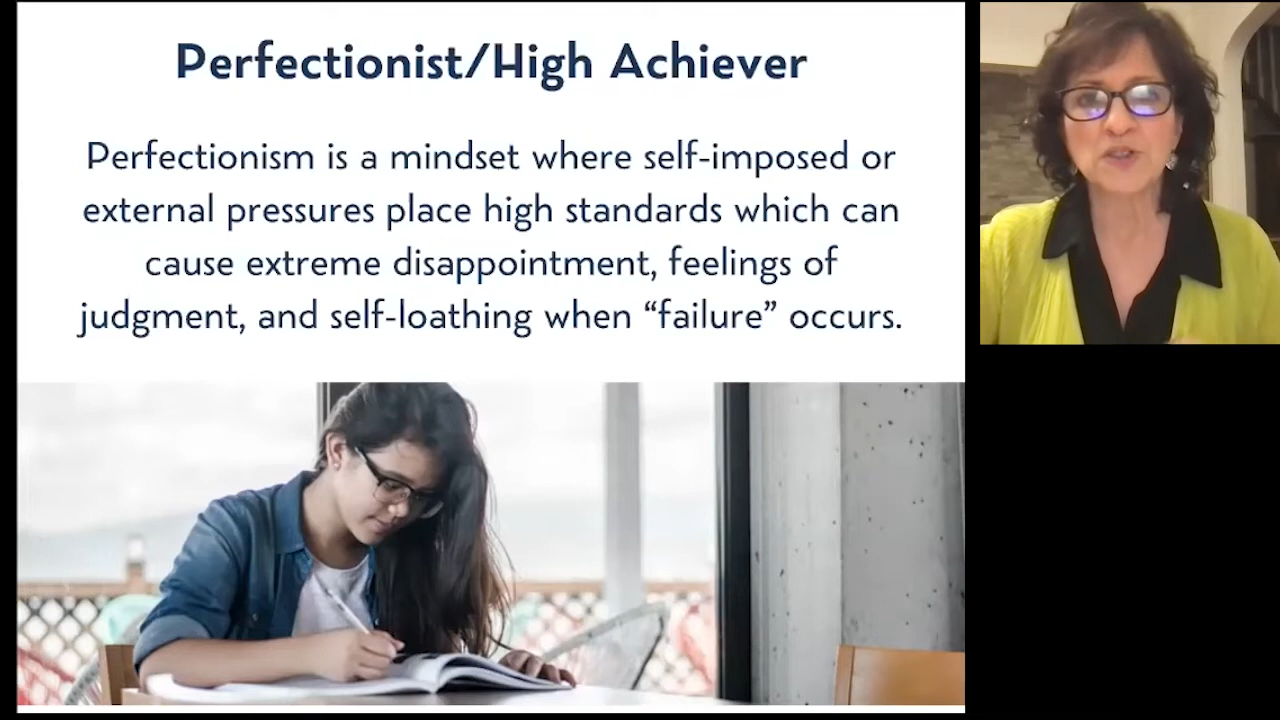 Perfectionist/High Achiever
Perfectionism is a mindset where self-imposed or
external pressures place high standards which can
cause extreme disappointment, feelings of
judgment, and self-loathing when “failure” occurs.